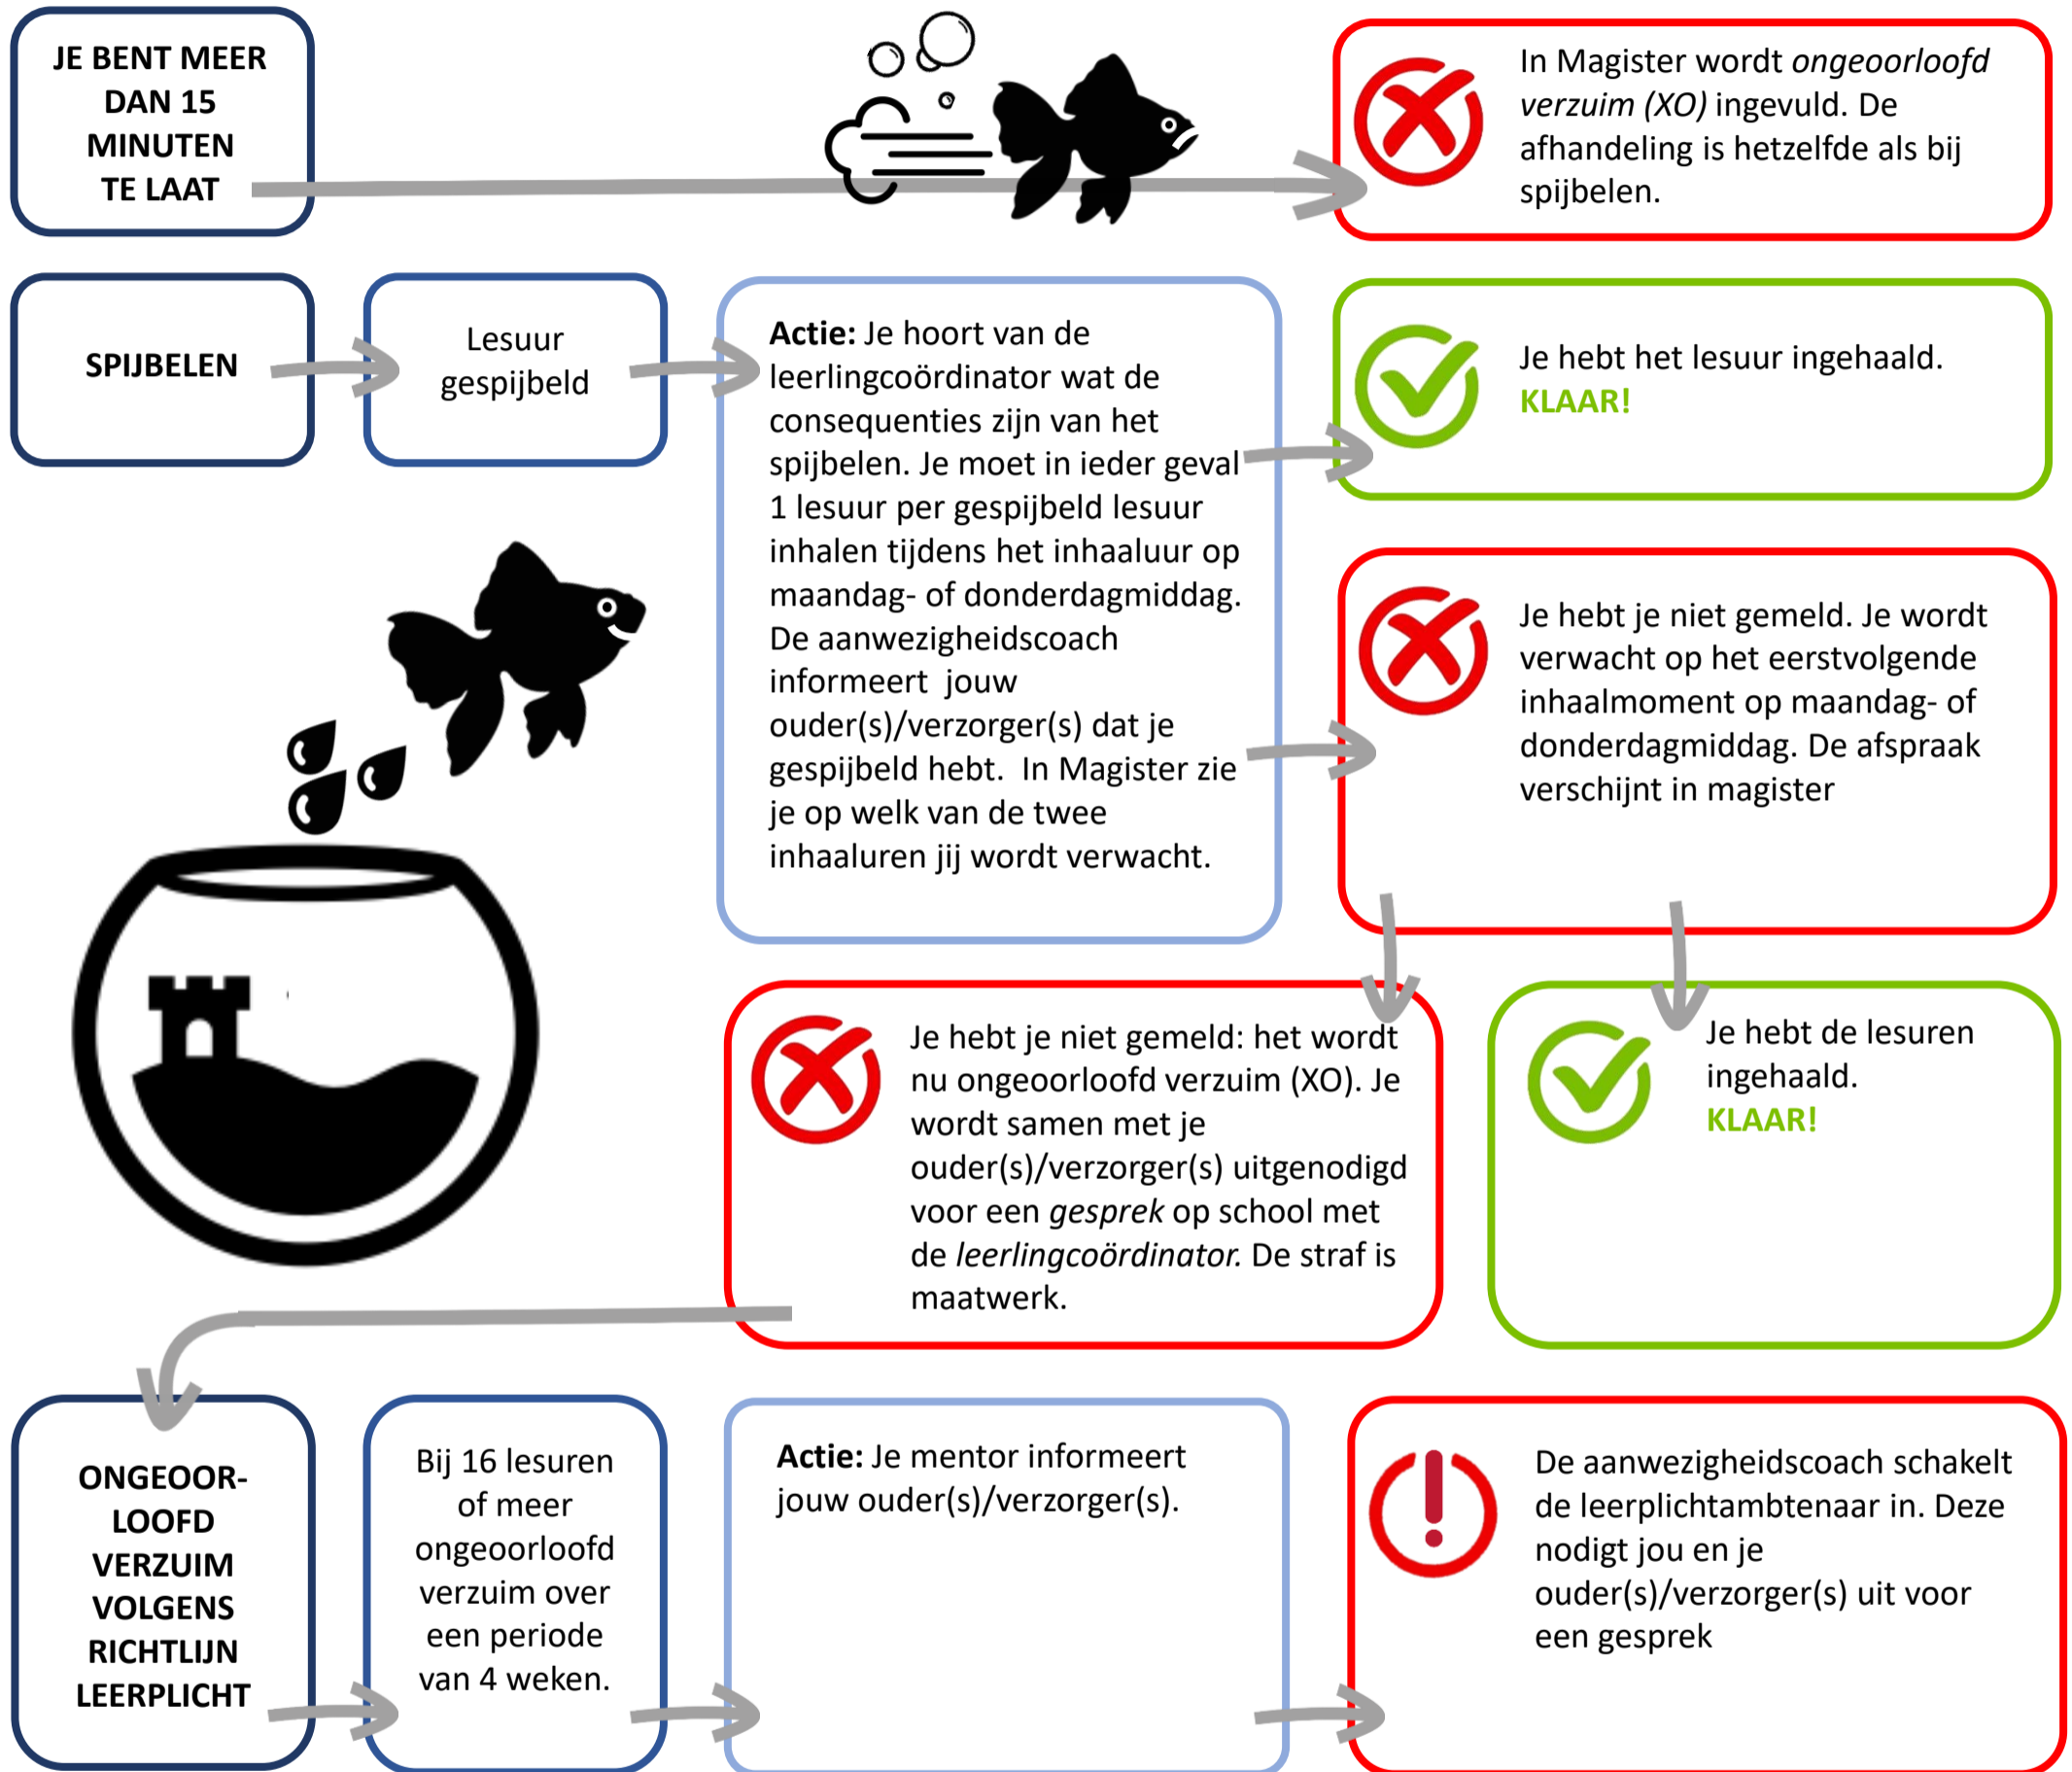 JE BENT MEER
DAN 15
MINUTEN
TE LAAT
In Magister wordt ongeoorloofd
verzuim (XO) ingevuld. De
afhandeling is hetzelfde als bij
spijbelen.
SPIJBELEN
Lesuur
gespijbeld
Actie: Je hoort van de
leerlingcoördinator wat de
consequenties zijn van het
spijbelen. Je moet in ieder geval
1 lesuur per gespijbeld lesuur
inhalen tijdens het inhaaluur op
maandag- of donderdagmiddag.
De aanwezigheidscoach
informeert jouw
ouder(s)/verzorger(s) dat je
gespijbeld hebt. In Magister zie
je op welk van de twee
inhaaluren jij wordt verwacht.
Je hebt het lesuur ingehaald.
KLAAR!
Je hebt je niet gemeld. Je wordt
verwacht op het eerstvolgende
inhaalmoment op maandag- of
donderdagmiddag. De afspraak
verschijnt in magister
Je hebt je niet gemeld: het wordt
nu ongeoorloofd verzuim (XO). Je
wordt samen met je
ouder(s)/verzorger(s) uitgenodigd
voor een gesprek op school met
de leerlingcoördinator. De straf is
maatwerk.
Je hebt de lesuren
ingehaald.
KLAAR!
ONGEOOR-
LOOFD
VERZUIM
VOLGENS
RICHTLIJN
LEERPLICHT
Bij 16 lesuren
of meer
ongeoorloofd
verzuim over
een periode
van 4 weken.
Actie: Je mentor informeert
jouw ouder(s)/verzorger(s).
De aanwezigheidscoach schakelt
de leerplichtambtenaar in. Deze
nodigt jou en je
ouder(s)/verzorger(s) uit voor
een gesprek